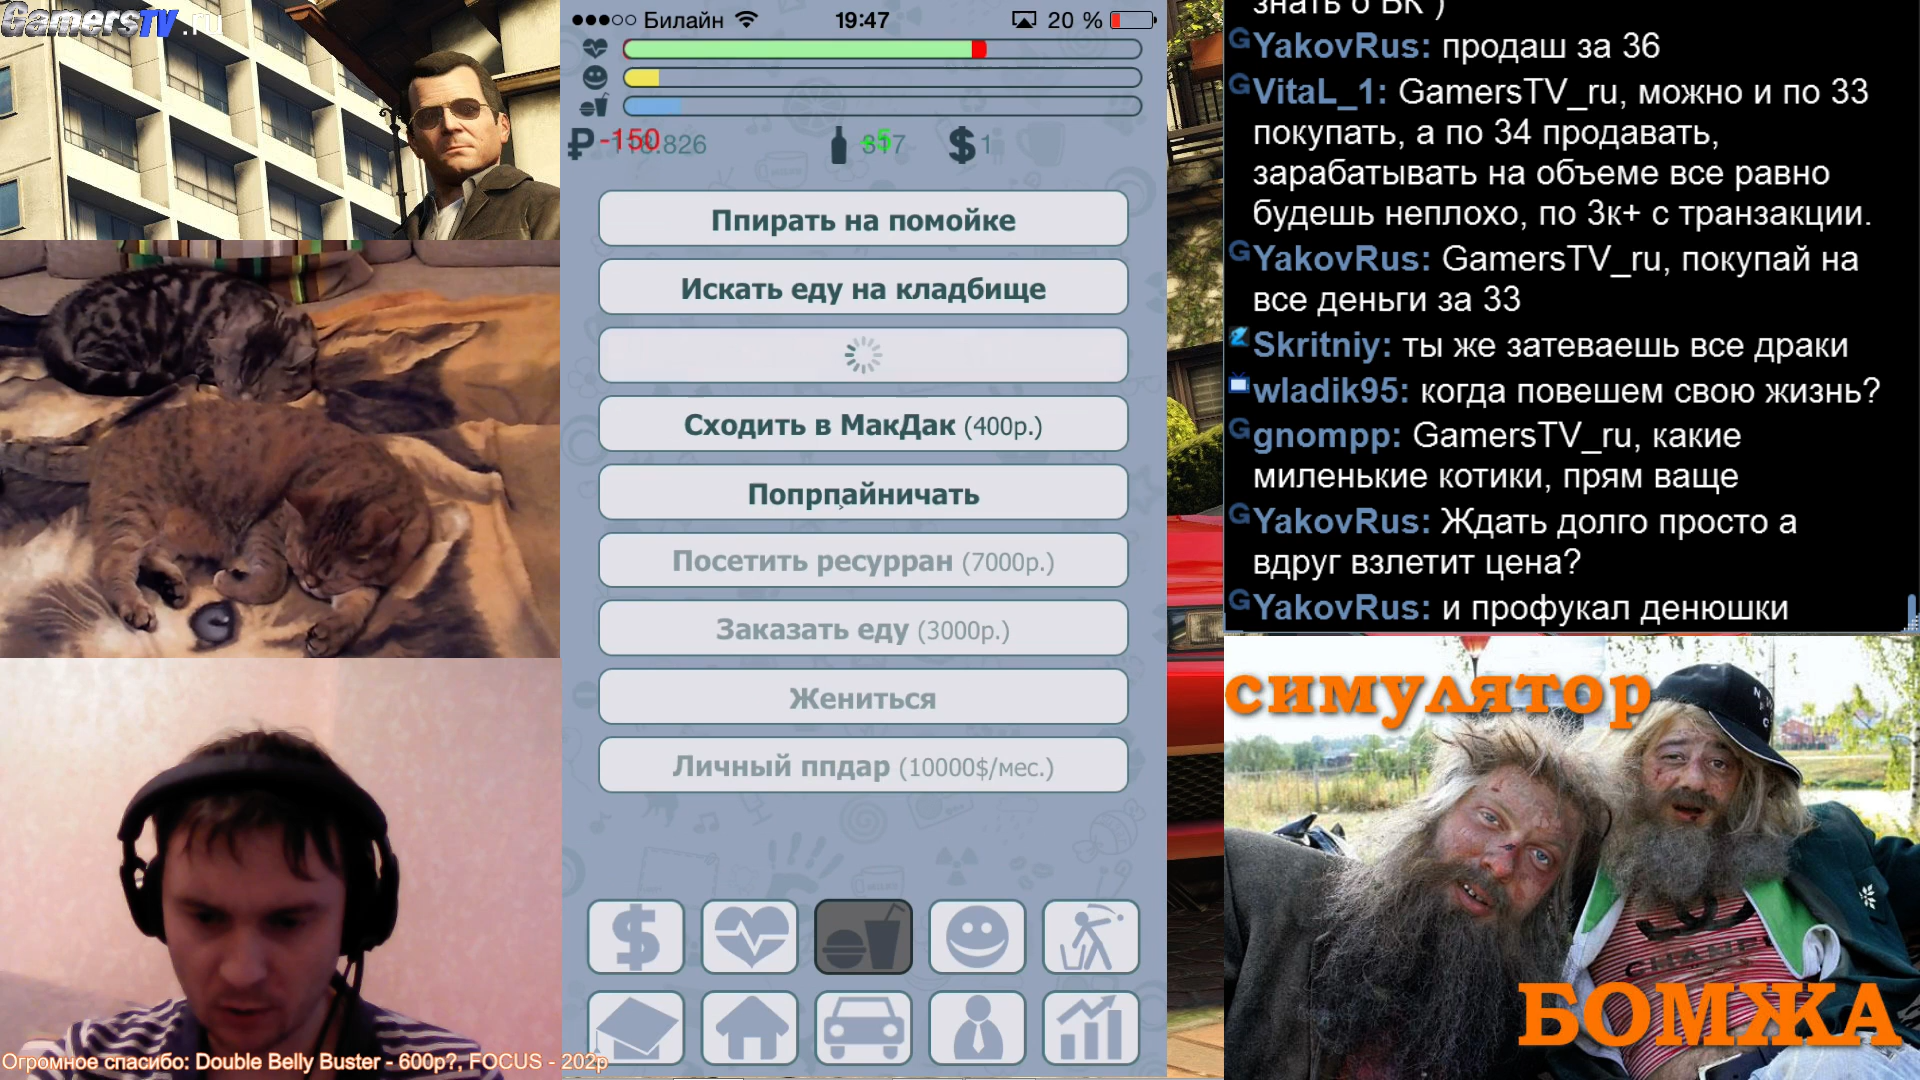 GamersTV.ru
Билайн 19:47 20 %
-150 .826 +5 $ 1
Ппирать на помойке
Искать еду на кладбище
Сходить в МакДак (400р.)
Попрпайничать
Посетить ресурран (7000р.)
Заказать еду (3000р.)
Жениться
Личный ппдар (10000$/мес.)
знать о ВК )
YakovRus: продаш за 36
VitaL_1: GamersTV_ru, можно и по 33
покупать, а по 34 продавать,
зарабатывать на объеме все равно
будешь неплохо, по 3к+ с транзакции.
YakovRus: GamersTV_ru, покупай на
все деньги за 33
Skritniy: ты же затеваешь все драки
wladik95: когда повешем свою жизнь?
gnompp: GamersTV_ru, какие
миленькие котики, прям ваще
YakovRus: Ждать долго просто а
вдруг взлетит цена?
YakovRus: и профукал денюшки
симулятор
БОМЖА
Огромное спасибо: Double Belly Buster - 600р?, FOCUS - 202р